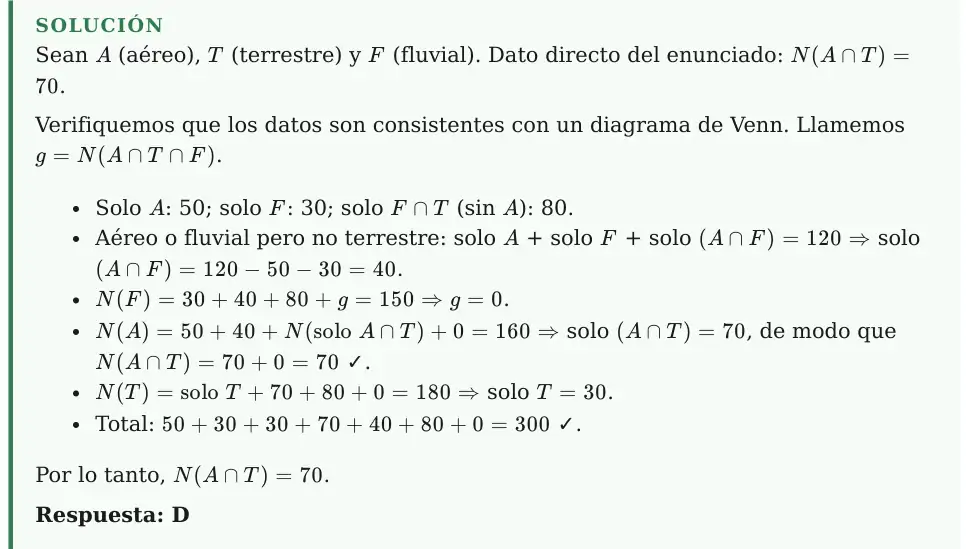 SOLUCIÓN
Sean A (aéreo), T (terrestre) y F (fluvial). Dato directo del enunciado: N(A ∩ T) =
70.
Verifiquemos que los datos son consistentes con un diagrama de Venn. Llamemos
g = N(A ∩ T ∩ F).
• Solo A: 50; solo F: 30; solo F ∩ T (sin A): 80.
• Aéreo o fluvial pero no terrestre: solo A + solo F + solo (A ∩ F) = 120 ⇒ solo
(A ∩ F) = 120 − 50 − 30 = 40.
• N(F) = 30 + 40 + 80 + g = 150 ⇒ g = 0.
• N(A) = 50 + 40 + N(solo A ∩ T) + 0 = 160 ⇒ solo (A ∩ T) = 70, de modo que
N(A ∩ T) = 70 + 0 = 70 ✓.
• N(T) = solo T + 70 + 80 + 0 = 180 ⇒ solo T = 30.
• Total: 50 + 30 + 30 + 70 + 40 + 80 + 0 = 300 ✓.
Por lo tanto, N(A ∩ T) = 70.
Respuesta: D